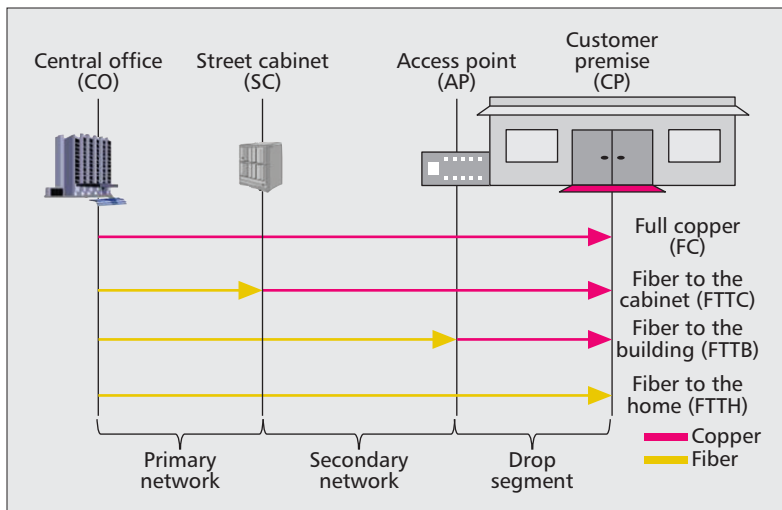 Central office
(CO)
Street cabinet
(SC)
Access point
(AP)
Customer
premise
(CP)
Full copper
(FC)
Fiber to the
cabinet (FTTC)
Fiber to the
building (FTTB)
Fiber to the
home (FTTH)
Copper
Fiber
Primary
network
Secondary
network
Drop
segment